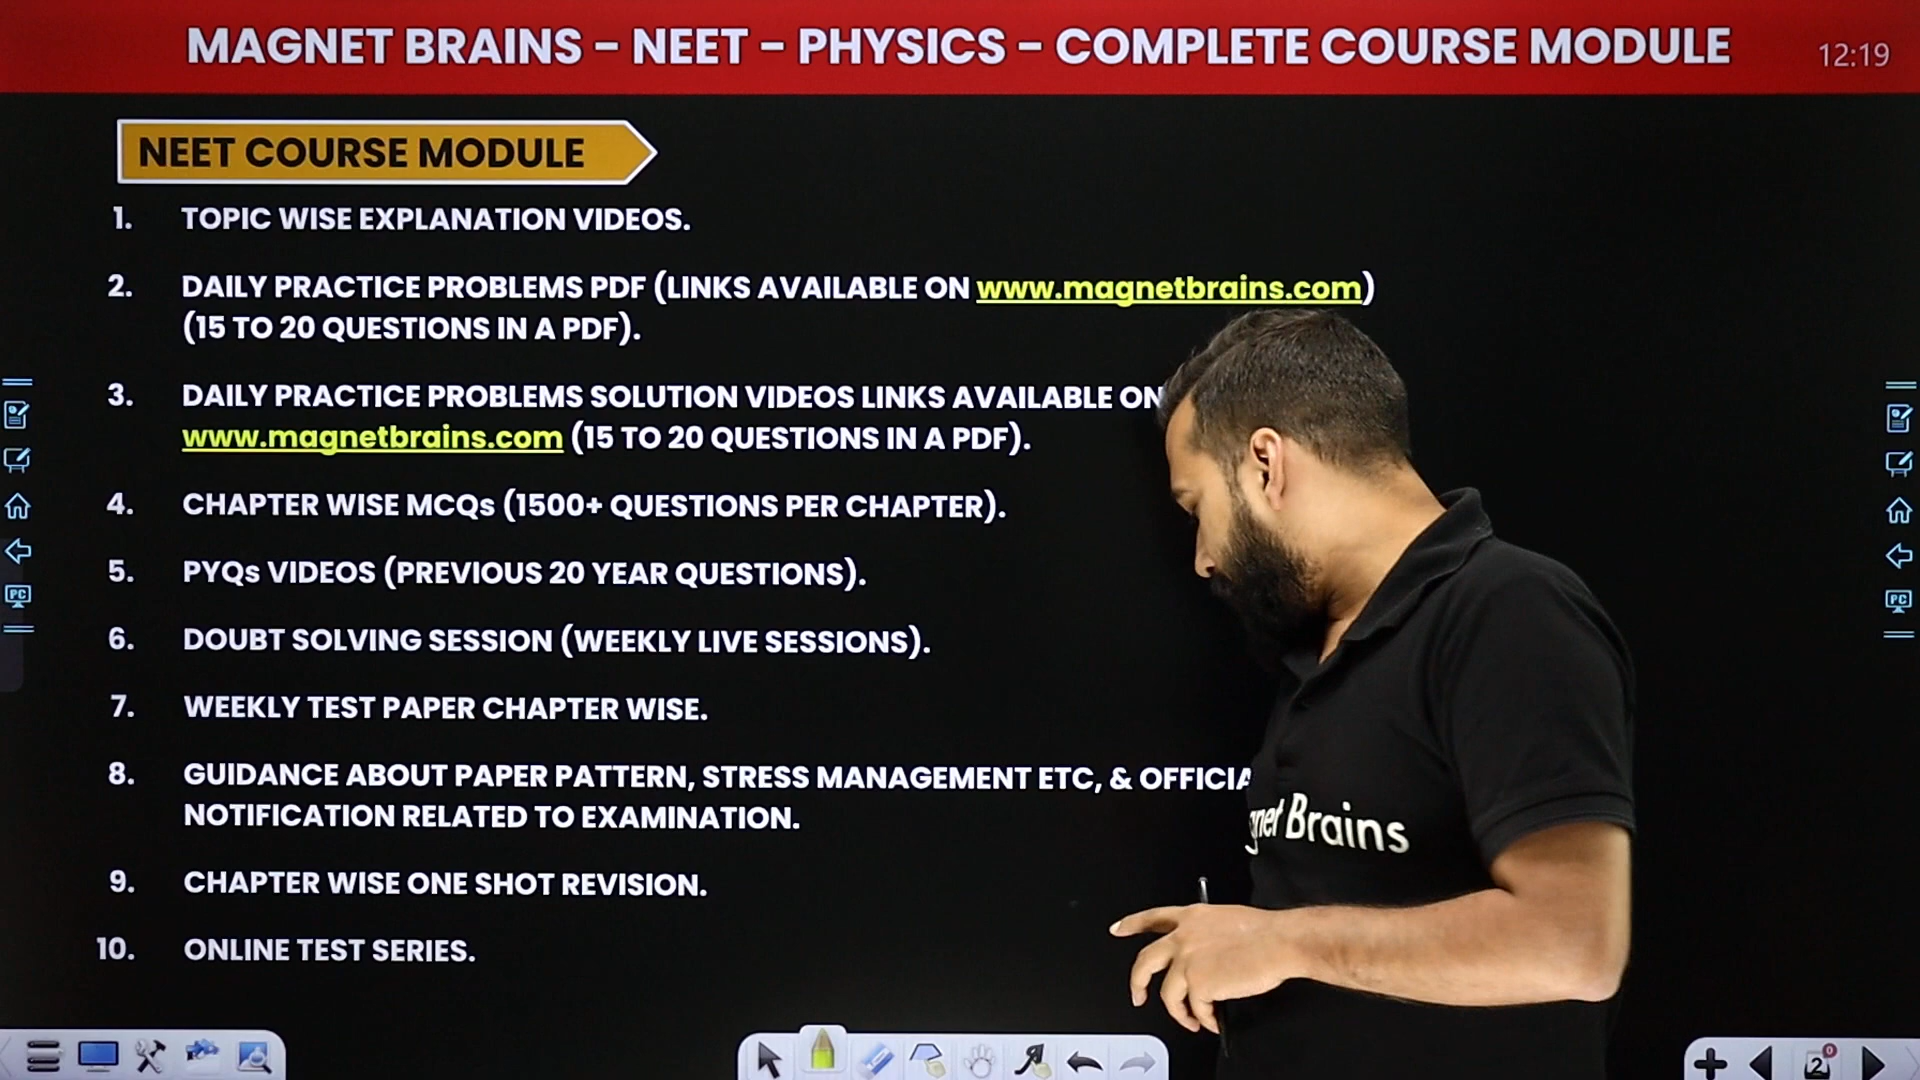 MAGNET BRAINS – NEET – PHYSICS – COMPLETE COURSE MODULE
12:19
NEET COURSE MODULE
1. TOPIC WISE EXPLANATION VIDEOS.
2. DAILY PRACTICE PROBLEMS PDF (LINKS AVAILABLE ON www.magnetbrains.com)
(15 TO 20 QUESTIONS IN A PDF).
3. DAILY PRACTICE PROBLEMS SOLUTION VIDEOS LINKS AVAILABLE ON
www.magnetbrains.com (15 TO 20 QUESTIONS IN A PDF).
4. CHAPTER WISE MCQs (1500+ QUESTIONS PER CHAPTER).
5. PYQs VIDEOS (PREVIOUS 20 YEAR QUESTIONS).
6. DOUBT SOLVING SESSION (WEEKLY LIVE SESSIONS).
7. WEEKLY TEST PAPER CHAPTER WISE.
8. GUIDANCE ABOUT PAPER PATTERN, STRESS MANAGEMENT ETC, & OFFICIA
NOTIFICATION RELATED TO EXAMINATION.
9. CHAPTER WISE ONE SHOT REVISION.
10. ONLINE TEST SERIES.
Brains
PC
PC
2
0